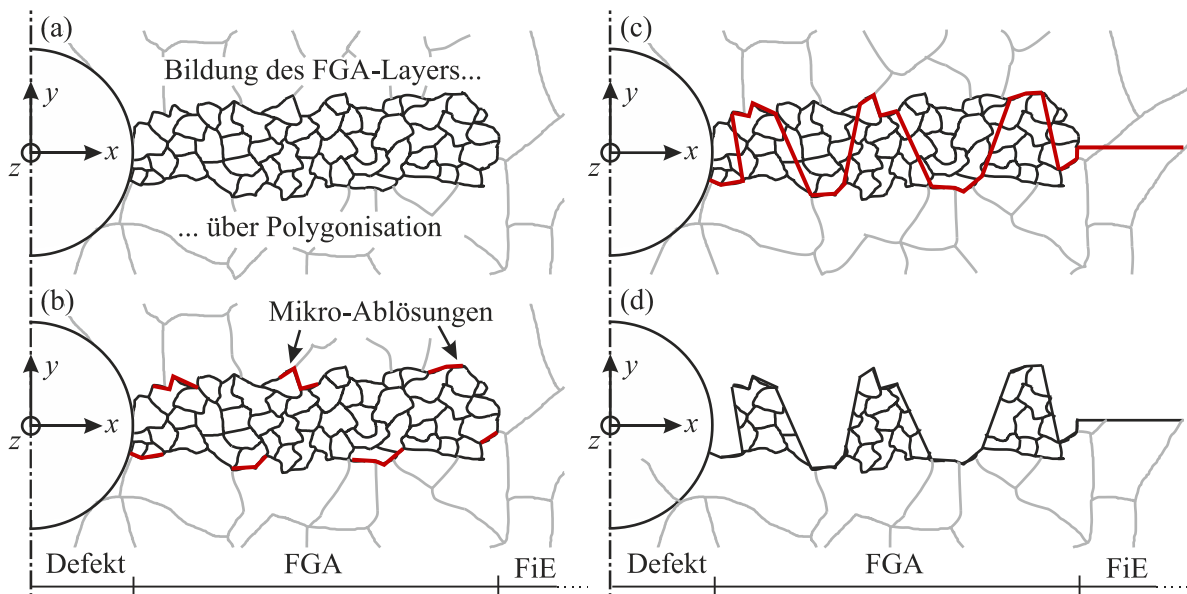 (a)
Bildung des FGA-Layers...
y
x
z
... über Polygonisation
(b)
Mikro-Ablösungen
y
x
z
Defekt FGA FiE
(c)
y
x
z
(d)
y
x
z
Defekt FGA FiE